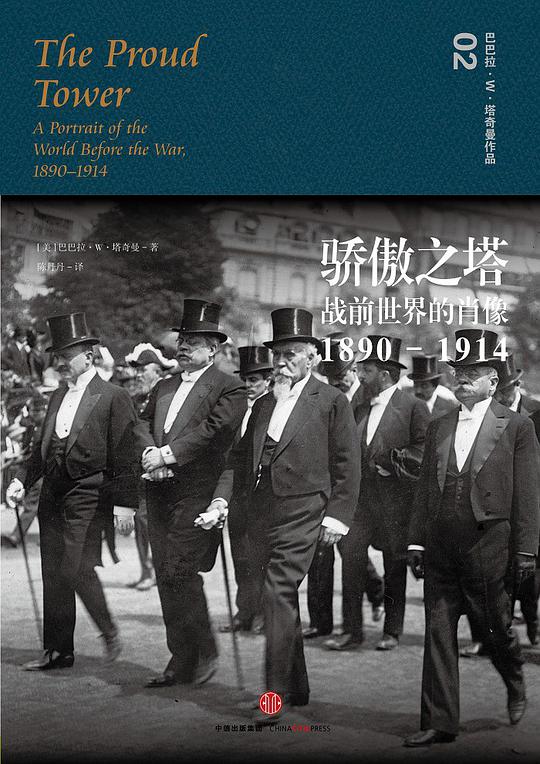 The Proud
Tower
A Portrait of the
World Before the War,
1890–1914
巴巴拉·W·塔奇曼作品
02
[美]巴巴拉·W·塔奇曼–著
陈丹丹–译
骄傲之塔
战前世界的肖像
1890 – 1914
中信出版集团 CHINA CITIC PRESS